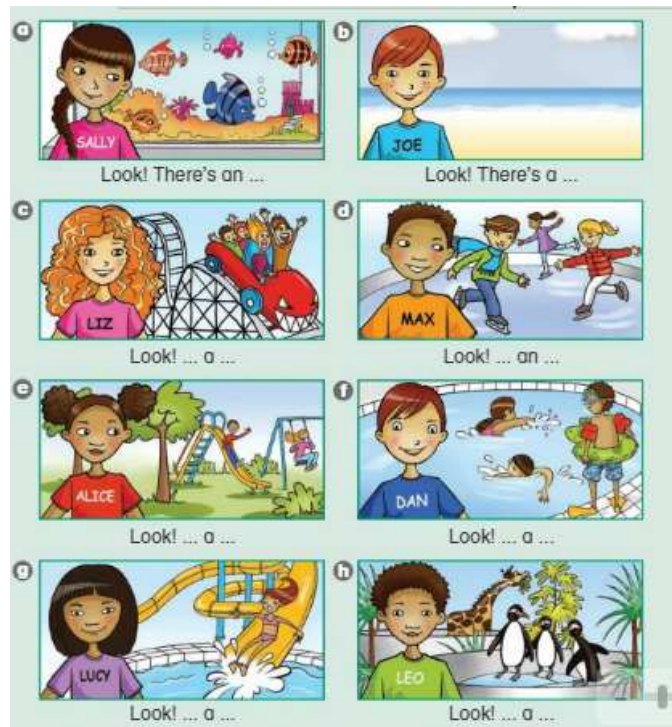 a
b
SALLY
JOE
Look! There's an ...
Look! There's a ...
c
d
LIZ
MAX
Look! ... a ...
Look! ... an ...
e
f
ALICE
DAN
Look! ... a ...
Look! ... a ...
g
h
LUCY
LEO
Look! ... a ...
Look! ... a ...